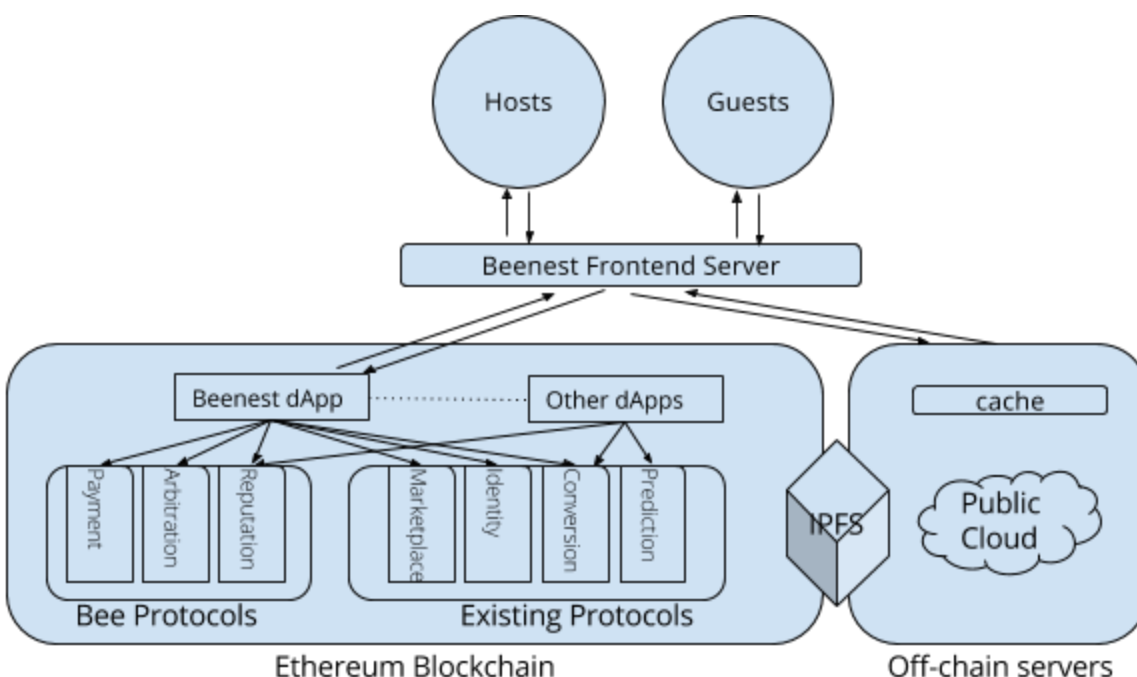 Hosts
Guests
Beenest Frontend Server
Beenest dApp
Other dApps
cache
Payment
Arbitration
Reputation
Marketplace
Identity
Conversion
Prediction
IPFS
Public
Cloud
Bee Protocols
Existing Protocols
Ethereum Blockchain
Off-chain servers